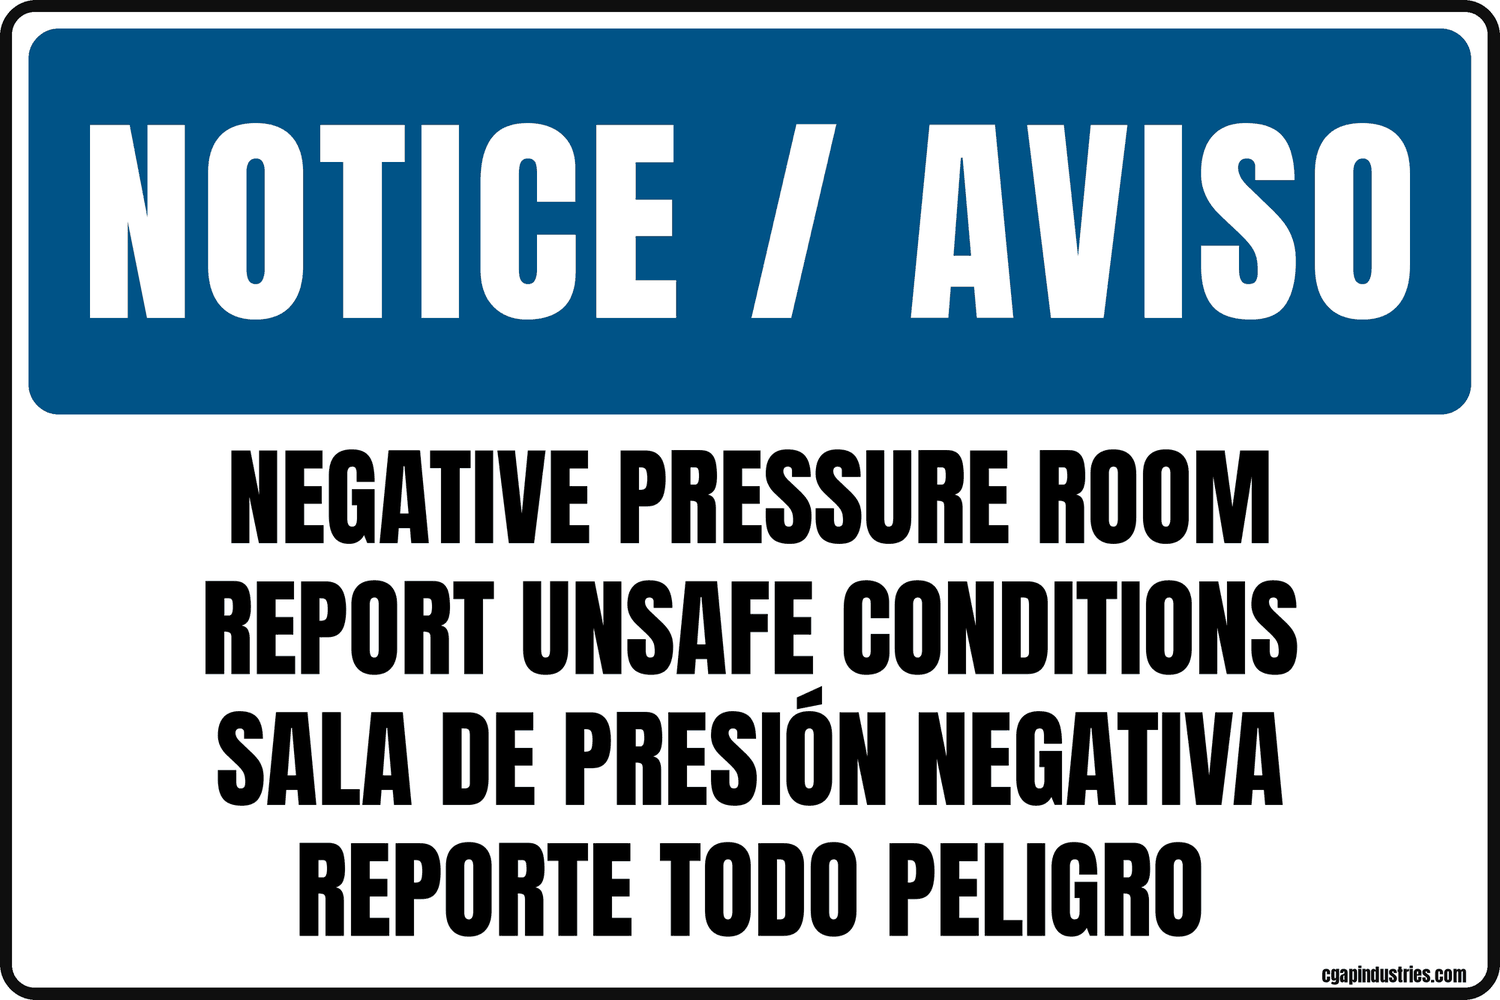 NOTICE / AVISO
NEGATIVE PRESSURE ROOM
REPORT UNSAFE CONDITIONS
SALA DE PRESIÓN NEGATIVA
REPORTE TODO PELIGRO
cgapindustries.com